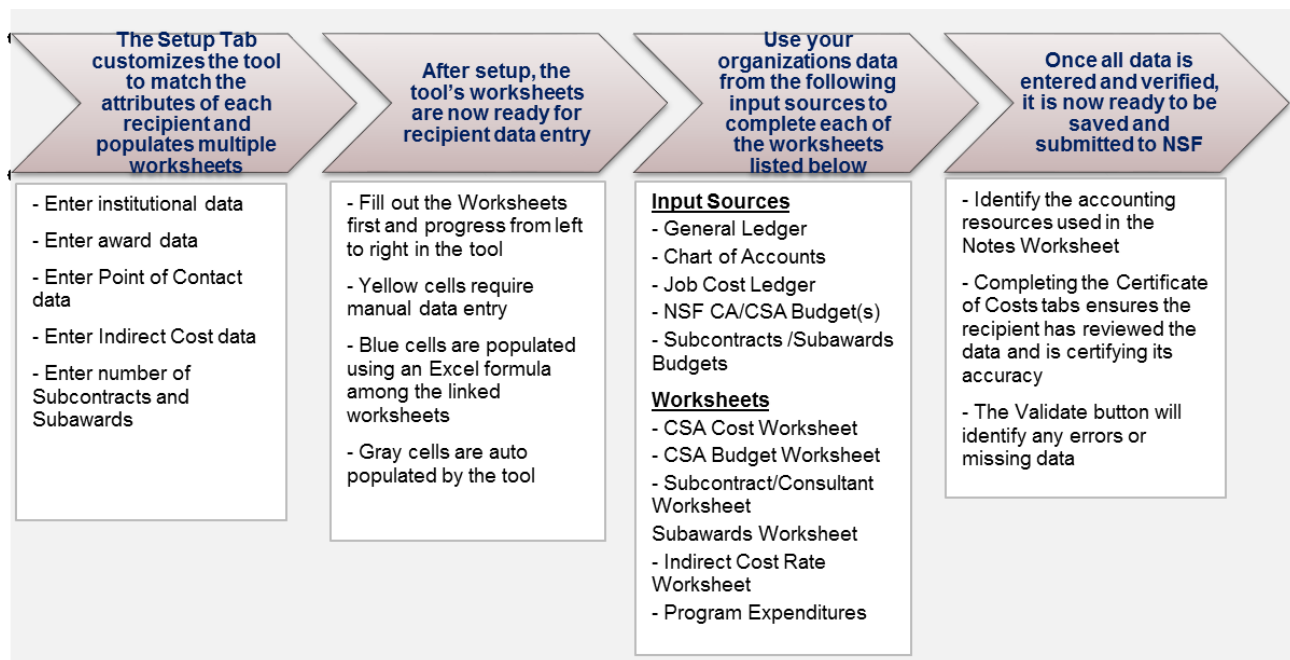 The Setup Tab
customizes the tool
to match the
attributes of each
recipient and
populates multiple
worksheets
- Enter institutional data
- Enter award data
- Enter Point of Contact
data
- Enter Indirect Cost data
- Enter number of
Subcontracts and
Subawards
After setup, the
tool's worksheets
are now ready for
recipient data entry
- Fill out the Worksheets
first and progress from left
to right in the tool
- Yellow cells require
manual data entry
- Blue cells are populated
using an Excel formula
among the linked
worksheets
- Gray cells are auto
populated by the tool
Use your
organizations data
from the following
input sources to
complete each of
the worksheets
listed below
Input Sources
- General Ledger
- Chart of Accounts
- Job Cost Ledger
- NSF CA/CSA Budget(s)
- Subcontracts /Subawards
Budgets
Worksheets
- CSA Cost Worksheet
- CSA Budget Worksheet
- Subcontract/Consultant
Worksheet
Subawards Worksheet
- Indirect Cost Rate
Worksheet
- Program Expenditures
Once all data is
entered and verified,
it is now ready to be
saved and
submitted to NSF
- Identify the accounting
resources used in the
Notes Worksheet
- Completing the Certificate
of Costs tabs ensures the
recipient has reviewed the
data and is certifying its
accuracy
- The Validate button will
identify any errors or
missing data